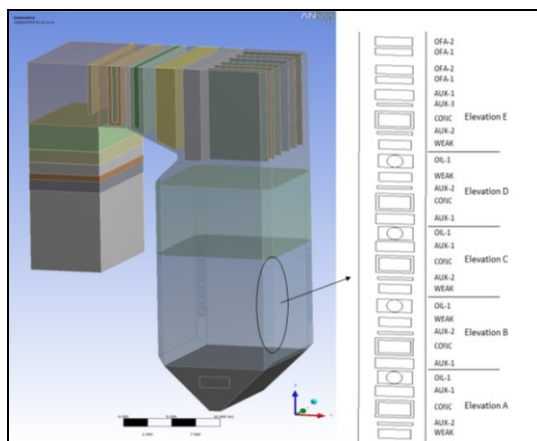 OFA-2
OFA-1
OFA-2
OFA-1
AUX-1
AUX-3
CONC
Elevation E
AUX-2
WEAK
OIL-1
WEAK
Elevation D
AUX-2
CONC
AUX-1
OIL-1
AUX-1
CONC
Elevation C
AUX-2
WEAK
OIL-1
WEAK
Elevation B
AUX-2
CONC
AUX-1
OIL-1
AUX-1
CONC
Elevation A
AUX-2
WEAK